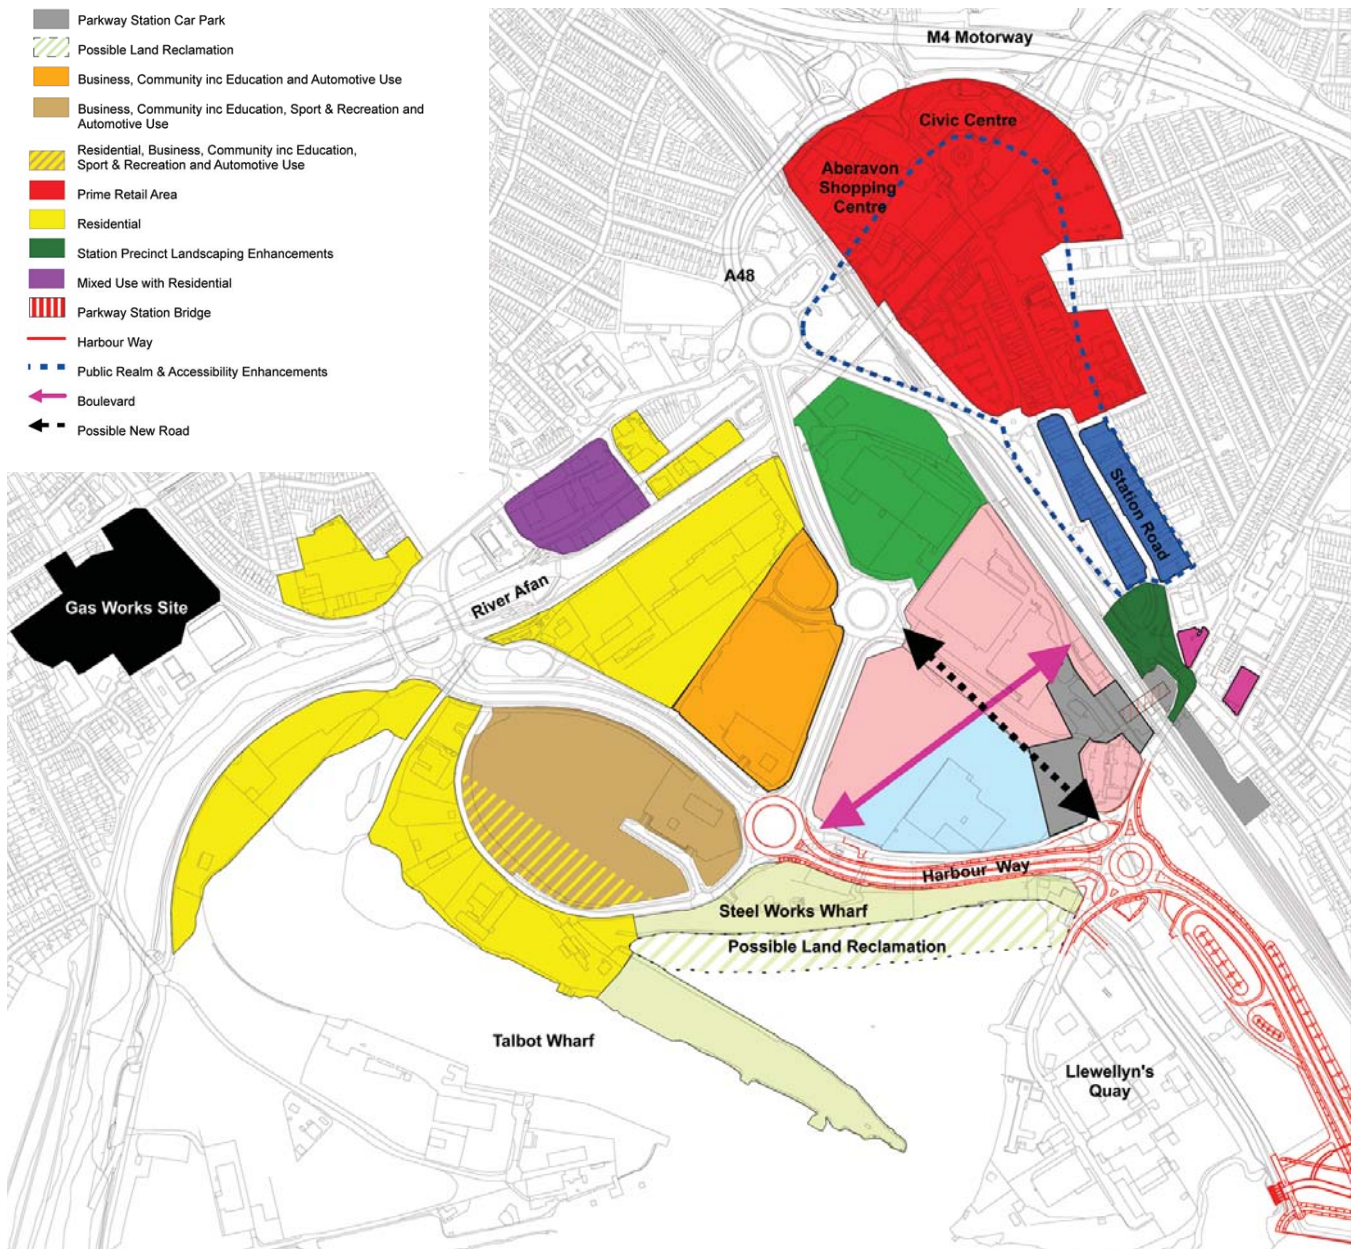 Parkway Station Car Park
Possible Land Reclamation
Business, Community inc Education and Automotive Use
Business, Community inc Education, Sport & Recreation and
Automotive Use
Residential, Business, Community inc Education,
Sport & Recreation and Automotive Use
Prime Retail Area
Residential
Station Precinct Landscaping Enhancements
Mixed Use with Residential
Parkway Station Bridge
Harbour Way
Public Realm & Accessibility Enhancements
Boulevard
Possible New Road
M4 Motorway
Civic Centre
Aberavon
Shopping
Centre
A48
Station Road
River Afan
Gas Works Site
Harbour Way
Steel Works Wharf
Possible Land Reclamation
Talbot Wharf
Llewellyn's
Quay